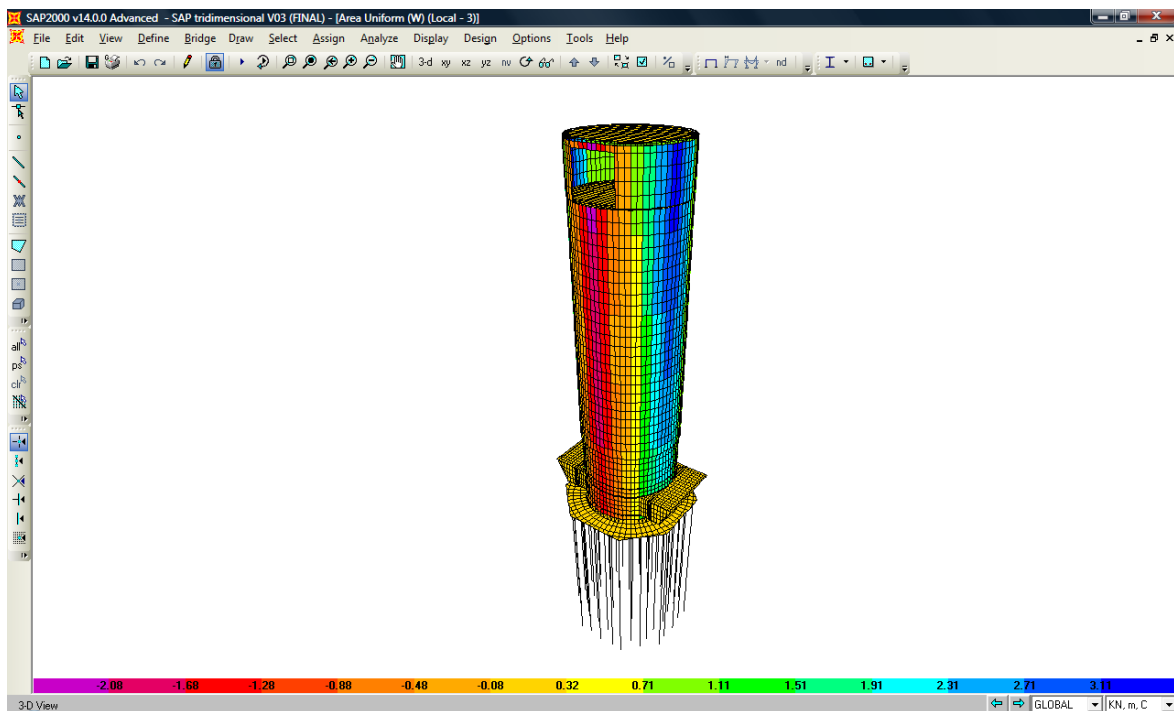 SAP2000 v14.0.0 Advanced - SAP tridimensional V03 (FINAL) - [Area Uniform (W) (Local - 3)]
File Edit View Define Bridge Draw Select Assign Analyze Display Design Options Tools Help
3-d xy xz yz nv nd
all
ps
clr
-2.08 -1.68 -1.28 -0.88 -0.48 -0.08 0.32 0.71 1.11 1.51 1.91 2.31 2.71 3.11
3-D View GLOBAL KN, m, C